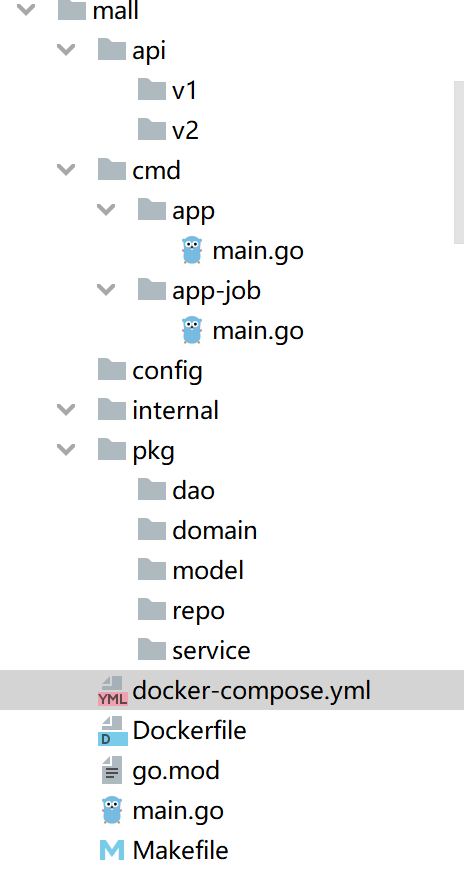 mall
api
v1
v2
cmd
app
main.go
app-job
main.go
config
internal
pkg
dao
domain
model
repo
service
YML docker-compose.yml
D Dockerfile
go.mod
main.go
M Makefile